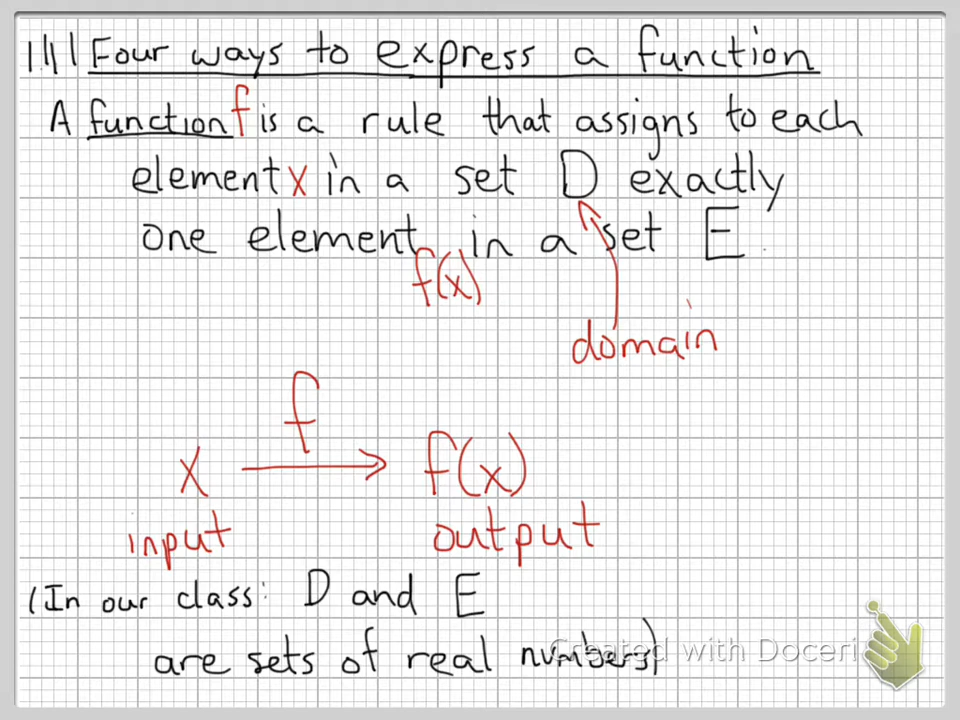 1.1 Four ways to express a function
A function f is a rule that assigns to each
element x in a set D exactly
one element in a set E.
f(x)
domain
f
x f(x)
input output
(In our class: D and E
are sets of real numbers)
Created with Doceri